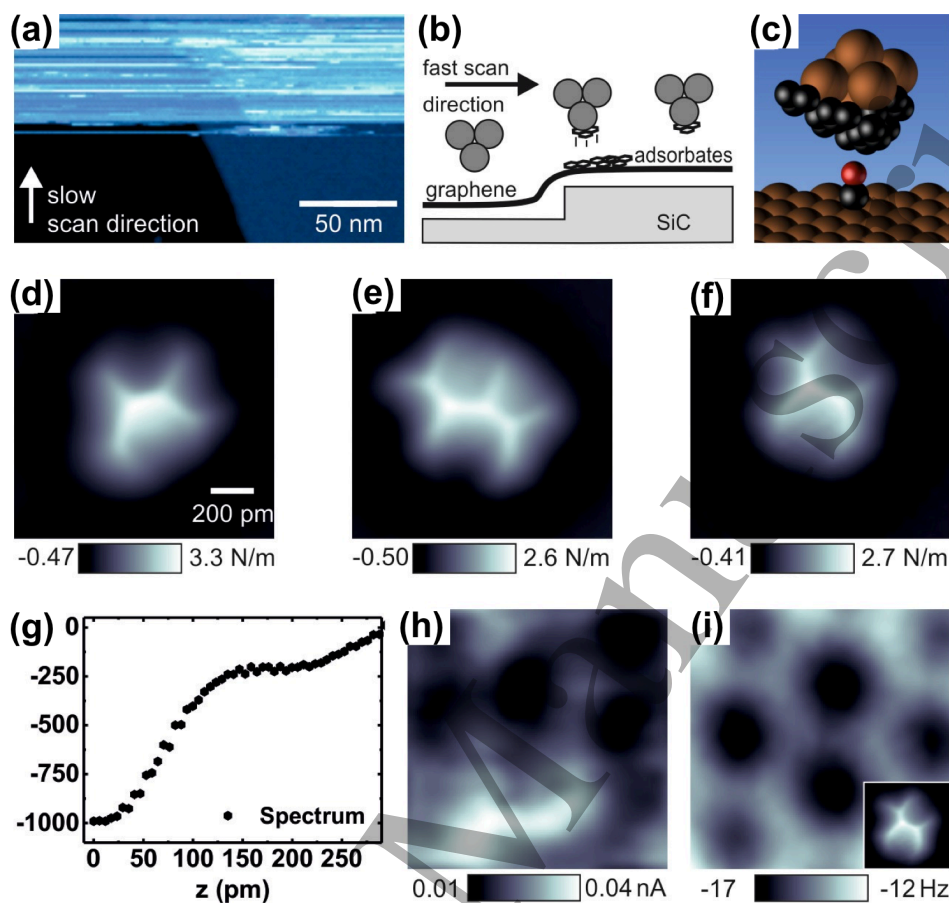 (a)
slow
scan direction
50 nm
(b)
fast scan
direction
adsorbates
graphene
SiC
(c)
(d)
200 pm
-0.47 3.3 N/m
(e)
-0.50 2.6 N/m
(f)
-0.41 2.7 N/m
(g)
0
-250
-500
-750
-1000
Spectrum
0 50 100 150 200 250
z (pm)
(h)
0.01 0.04 nA
(i)
-17 -12 Hz